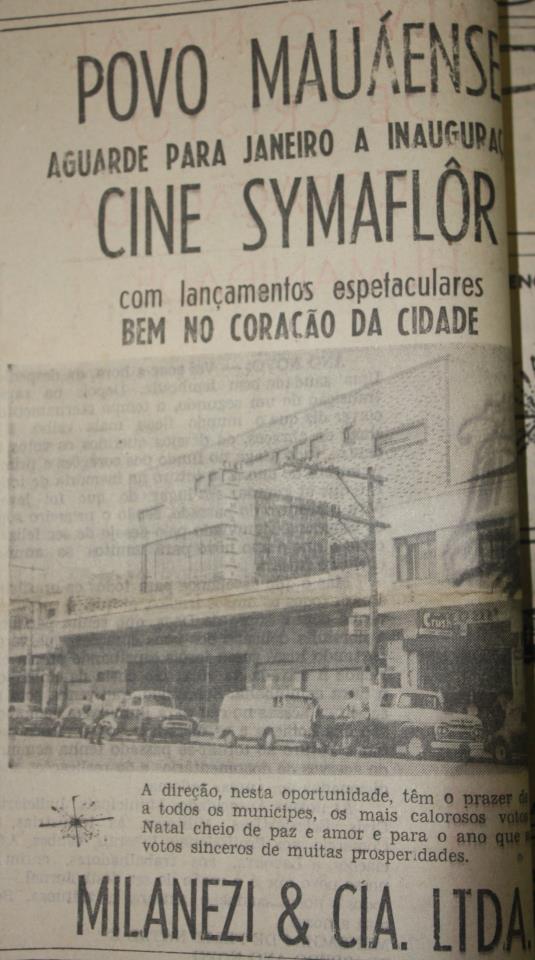 POVO MAUÁENSE
AGUARDE PARA JANEIRO A INAUGURAÇ
CINE SYMAFLÔR
com lançamentos espetaculares
BEM NO CORAÇÃO DA CIDADE
Crush
A direção, nesta oportunidade, têm o prazer de
a todos os municipes, os mais calorosos votos
Natal cheio de paz e amor e para o ano que
votos sinceros de muitas prosperidades.
MILANEZI & CIA. LTDA.